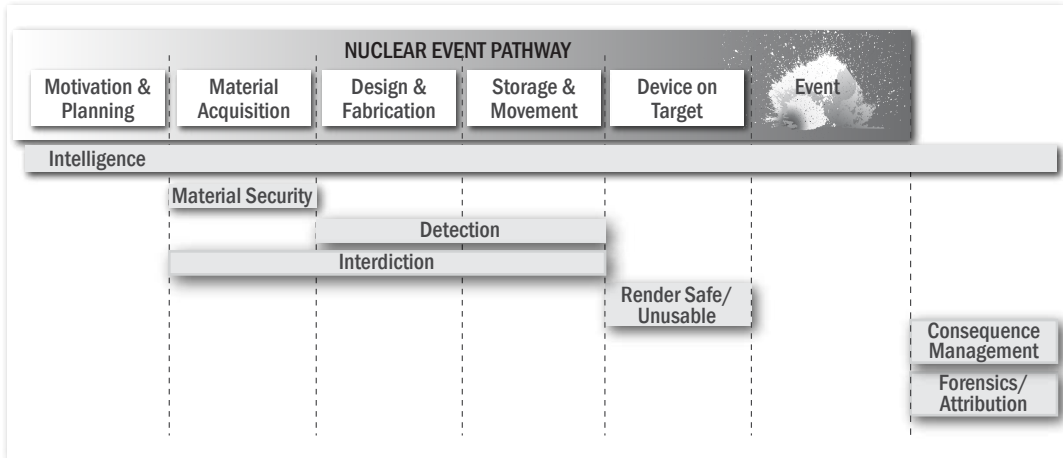 NUCLEAR EVENT PATHWAY
Motivation &
Planning
Material
Acquisition
Design &
Fabrication
Storage &
Movement
Device on
Target
Event
Intelligence
Material Security
Detection
Interdiction
Render Safe/
Unusable
Consequence
Management
Forensics/
Attribution